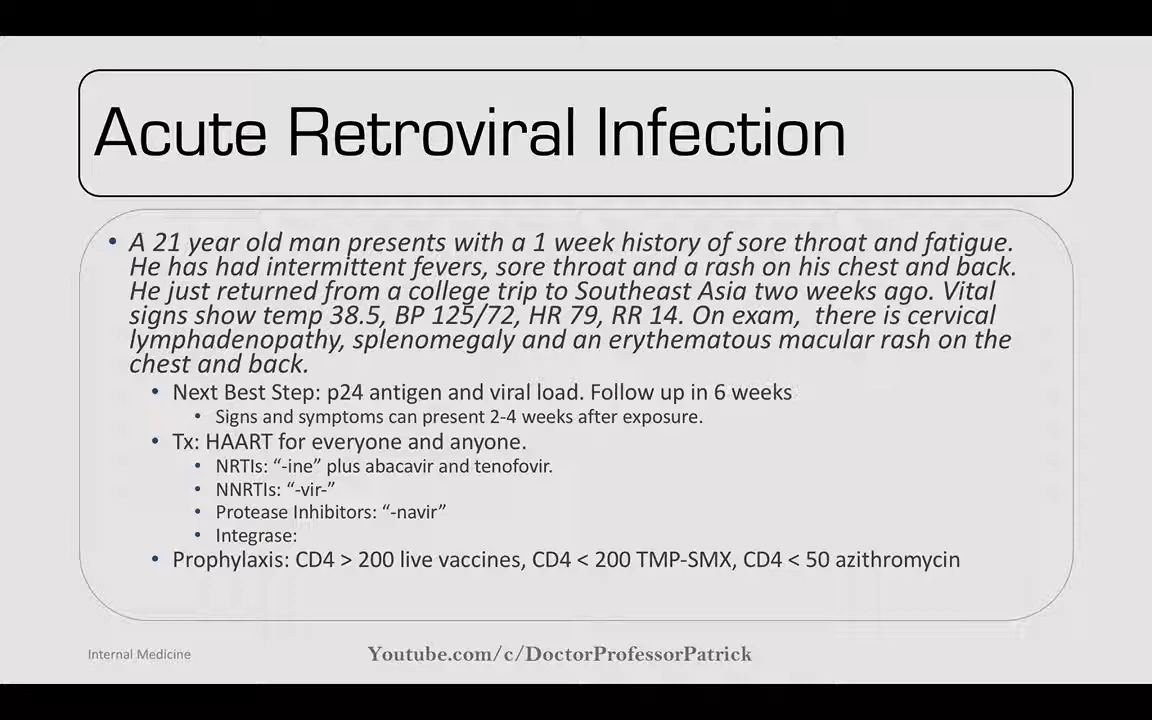 Acute Retroviral Infection
• A 21 year old man presents with a 1 week history of sore throat and fatigue.
He has had intermittent fevers, sore throat and a rash on his chest and back.
He just returned from a college trip to Southeast Asia two weeks ago. Vital
signs show temp 38.5, BP 125/72, HR 79, RR 14. On exam,  there is cervical
lymphadenopathy, splenomegaly and an erythematous macular rash on the
chest and back.
• Next Best Step: p24 antigen and viral load. Follow up in 6 weeks
• Signs and symptoms can present 2-4 weeks after exposure.
• Tx: HAART for everyone and anyone.
• NRTIs: “-ine” plus abacavir and tenofovir.
• NNRTIs: “-vir-”
• Protease Inhibitors: “-navir”
• Integrase:
• Prophylaxis: CD4 > 200 live vaccines, CD4 < 200 TMP-SMX, CD4 < 50 azithromycin
Internal Medicine
Youtube.com/c/DoctorProfessorPatrick